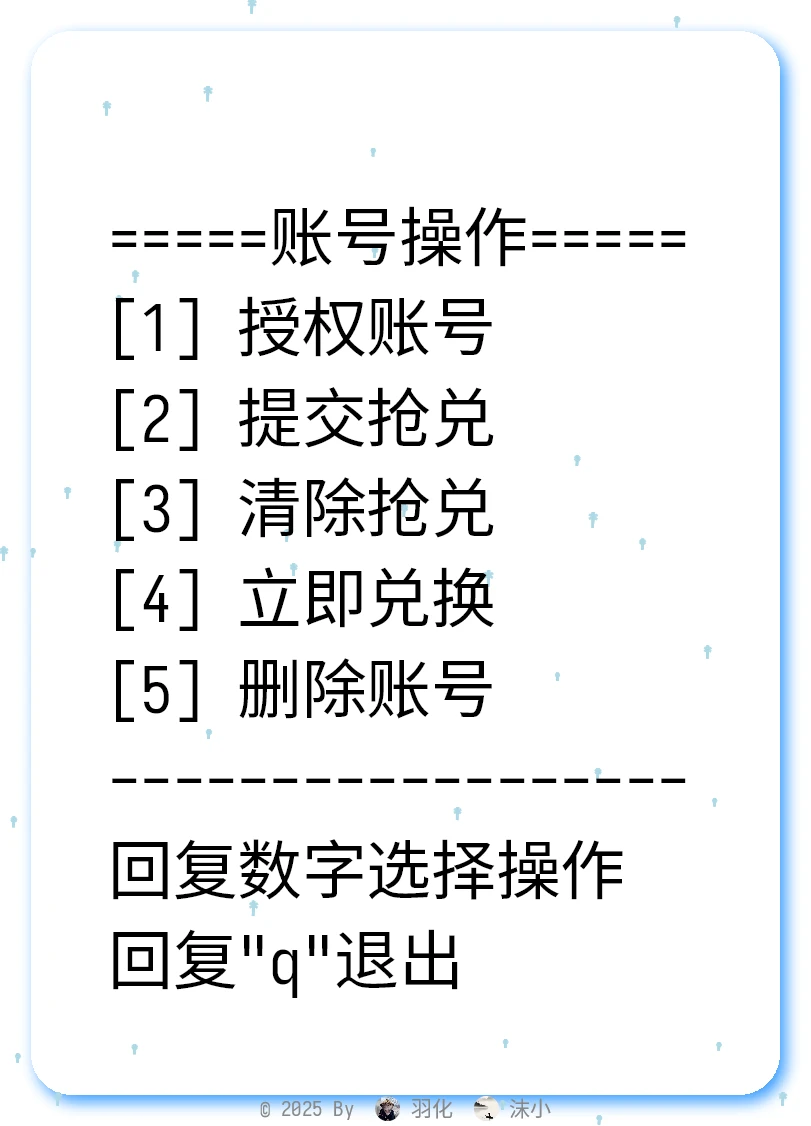 =====账号操作=====
[1] 授权账号
[2] 提交抢兑
[3] 清除抢兑
[4] 立即兑换
[5] 删除账号
------------------
回复数字选择操作
回复"q"退出
© 2025 By 羽化 沫小